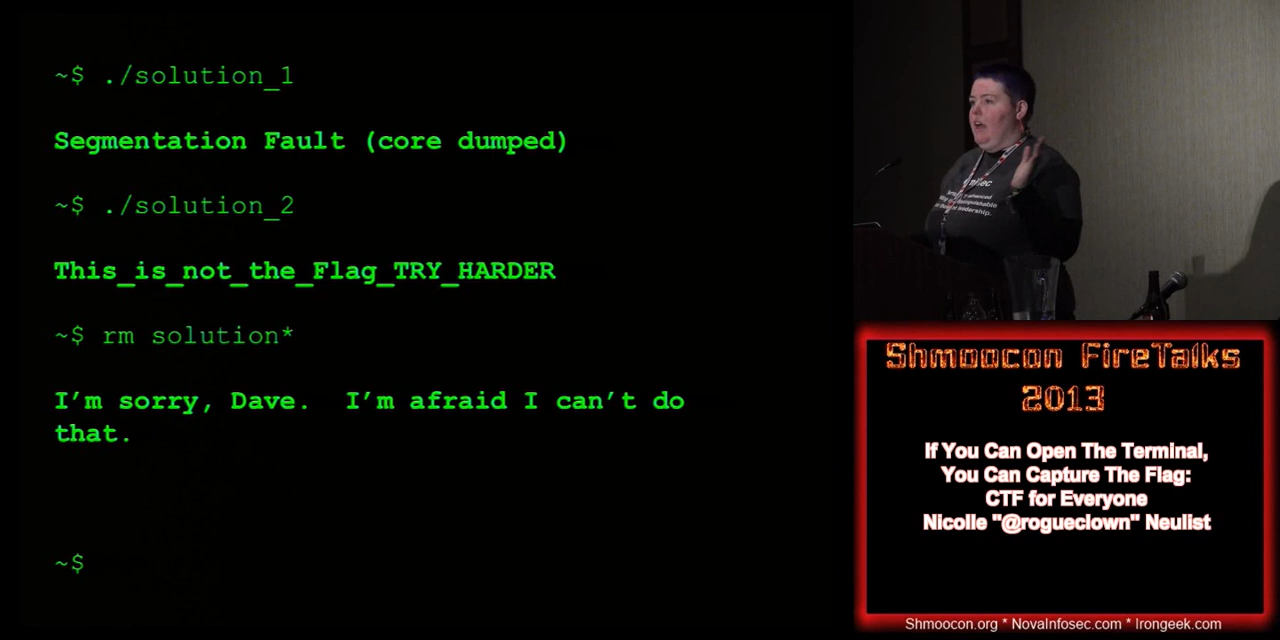 ~$ ./solution_1
Segmentation Fault (core dumped)
~$ ./solution_2
This_is_not_the_Flag_TRY_HARDER
~$ rm solution*
I’m sorry, Dave.  I’m afraid I can’t do
that.
~$
Shmoocon FireTalks
2013
If You Can Open The Terminal,
You Can Capture The Flag:
CTF for Everyone
Nicolle "@rogueclown" Neulist
Shmoocon.org * NovaInfosec.com * Irongeek.com
leadership.